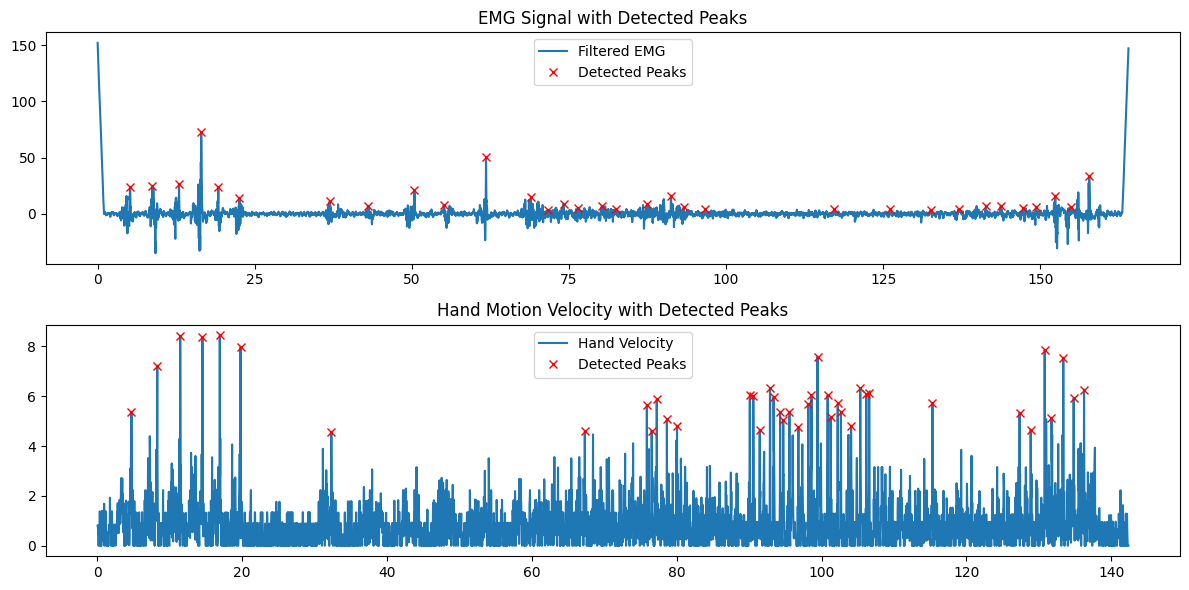 EMG Signal with Detected Peaks
Filtered EMG
Detected Peaks
150
100
50
0
0 25 50 75 100 125 150
Hand Motion Velocity with Detected Peaks
Hand Velocity
Detected Peaks
8
6
4
2
0
0 20 40 60 80 100 120 140